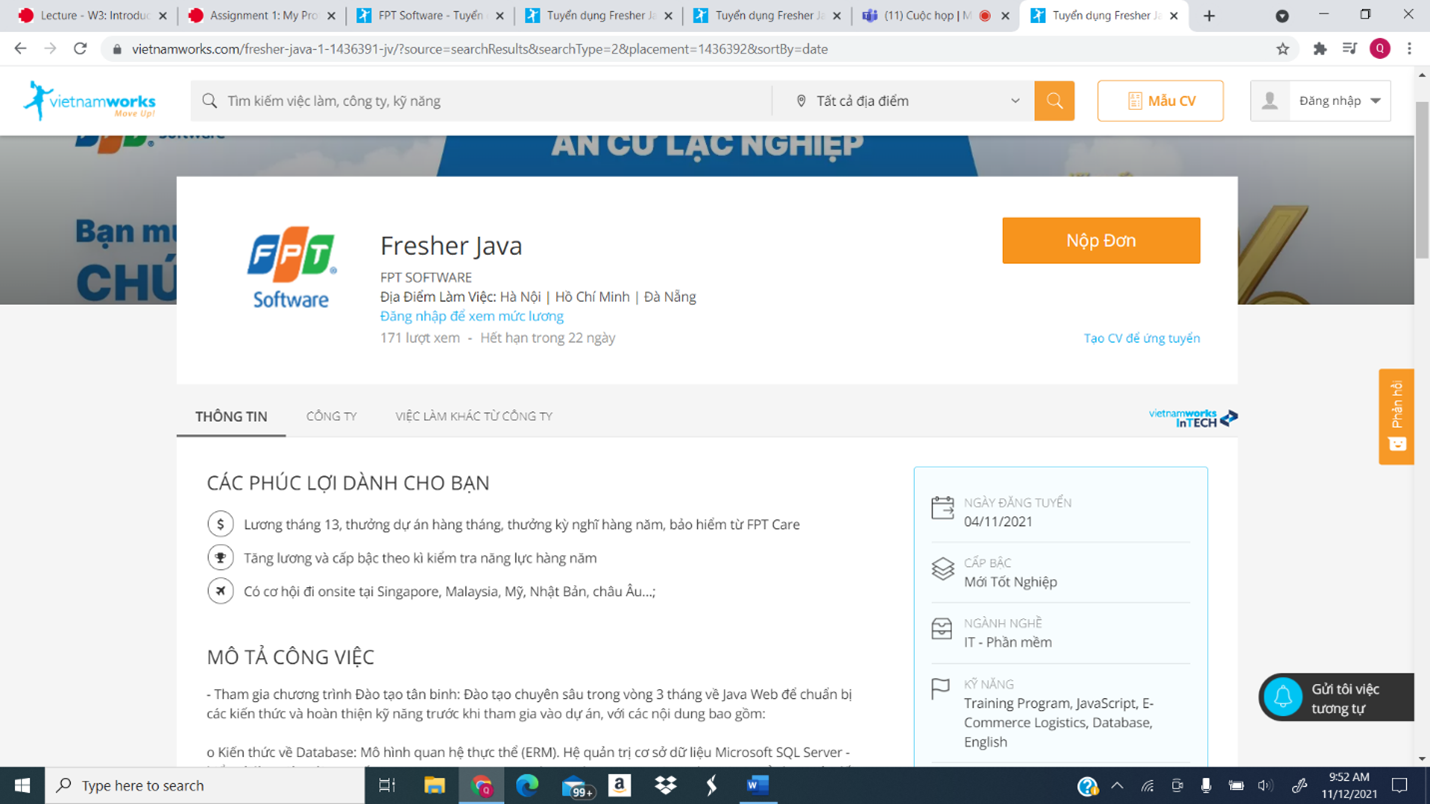 Lecture - W3: Introduc
Assignment 1: My Pro
FPT Software - Tuyển
Tuyển dụng Fresher Ja
Tuyển dụng Fresher Ja
(11) Cuộc họp | M
Tuyển dụng Fresher Ja
vietnamworks.com/fresher-java-1-1436391-jv/?source=searchResults&searchType=2&placement=1436392&sortBy=date
Q
vietnamworks
Move Up!
Tìm kiếm việc làm, công ty, kỹ năng
Tất cả địa điểm
Mẫu CV
Đăng nhập
AN CƯ LẠC NGHIỆP
Bạn mu
CHÚ
FPT
Software
Fresher Java
FPT SOFTWARE
Địa Điểm Làm Việc: Hà Nội | Hồ Chí Minh | Đà Nẵng
Đăng nhập để xem mức lương
171 lượt xem - Hết hạn trong 22 ngày
Nộp Đơn
Tạo CV để ứng tuyển
Phản hồi
THÔNG TIN
CÔNG TY
VIỆC LÀM KHÁC TỪ CÔNG TY
vietnamworks
InTECH
CÁC PHÚC LỢI DÀNH CHO BẠN
Lương tháng 13, thưởng dự án hàng tháng, thưởng kỳ nghĩ hàng năm, bảo hiểm từ FPT Care
Tăng lương và cấp bậc theo kì kiểm tra năng lực hàng năm
Có cơ hội đi onsite tại Singapore, Malaysia, Mỹ, Nhật Bản, châu Âu...;
MÔ TẢ CÔNG VIỆC
- Tham gia chương trình Đào tạo tân binh: Đào tạo chuyên sâu trong vòng 3 tháng về Java Web để chuẩn bị
các kiến thức và hoàn thiện kỹ năng trước khi tham gia vào dự án, với các nội dung bao gồm:
o Kiến thức về Database: Mô hình quan hệ thực thể (ERM). Hệ quản trị cơ sở dữ liệu Microsoft SQL Server -
NGÀY ĐĂNG TUYỂN
04/11/2021
CẤP BẬC
Mới Tốt Nghiệp
NGÀNH NGHỀ
IT - Phần mềm
KỸ NĂNG
Training Program, JavaScript, E-
Commerce Logistics, Database,
English
Gửi tôi việc
tương tự
Type here to search
99+
9:52 AM
11/12/2021